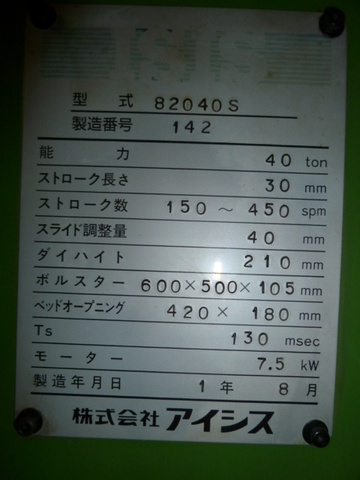 ISIS
型式 82040S
製造番号 142
能力 40 ton
ストローク長さ 30 mm
ストローク数 150 ～ 450 spm
スライド調整量 40 mm
ダイハイト 210 mm
ボルスター 600×500×105 mm
ベッドオープニング 420 × 180 mm
Ts 130 msec
モーター 7.5 kW
製造年月日 1 年 8 月
株式会社 アイシス